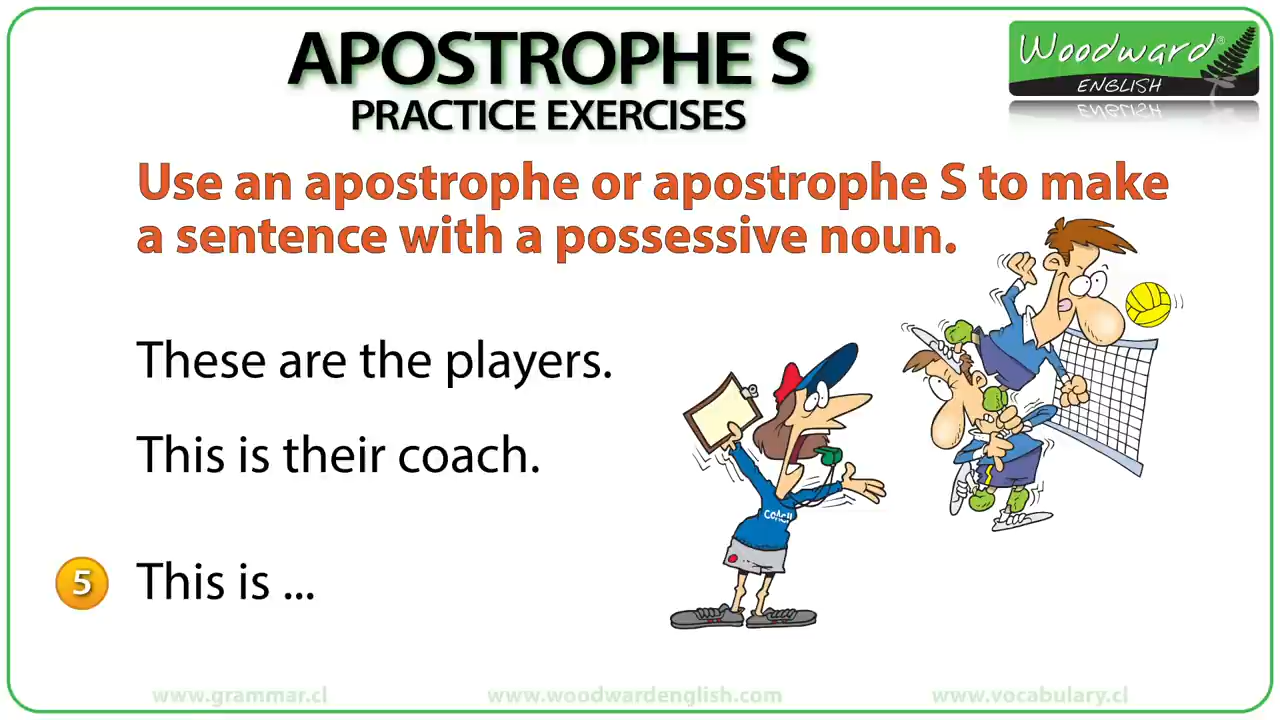 APOSTROPHE S
PRACTICE EXERCISES
Woodward®
ENGLISH
Use an apostrophe or apostrophe S to make
a sentence with a possessive noun.
These are the players.
This is their coach.
COACH
5 This is ...
www.grammar.cl www.woodwardenglish.com www.vocabulary.cl